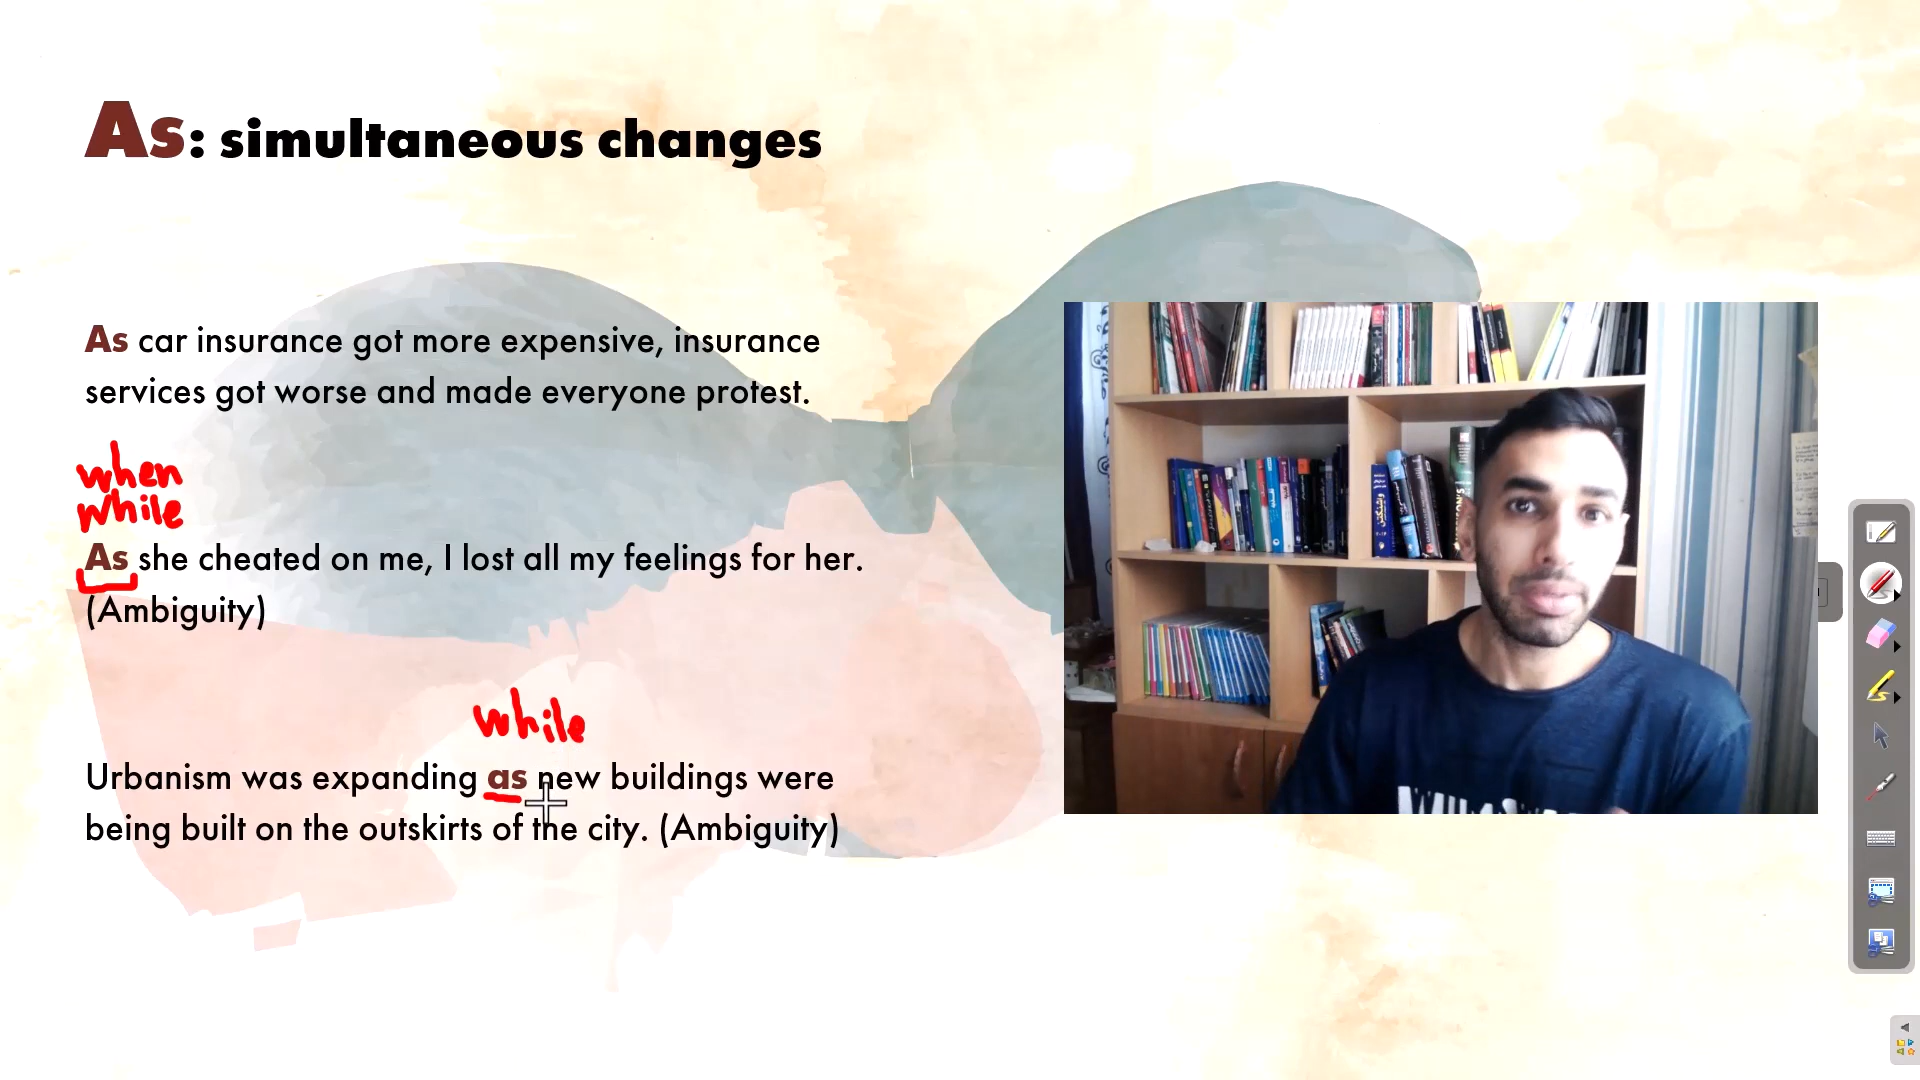 As: simultaneous changes
As car insurance got more expensive, insurance
services got worse and made everyone protest.
when
while
As she cheated on me, I lost all my feelings for her.
(Ambiguity)
while
Urbanism was expanding as new buildings were
being built on the outskirts of the city. (Ambiguity)